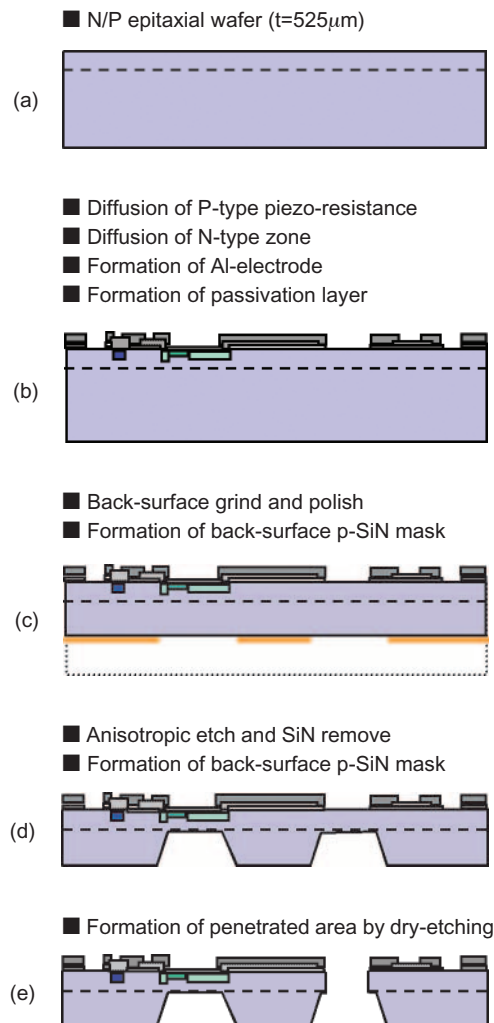 ■ N/P epitaxial wafer (t=525μm)
(a)
■ Diffusion of P-type piezo-resistance
■ Diffusion of N-type zone
■ Formation of Al-electrode
■ Formation of passivation layer
(b)
■ Back-surface grind and polish
■ Formation of back-surface p-SiN mask
(c)
■ Anisotropic etch and SiN remove
■ Formation of back-surface p-SiN mask
(d)
■ Formation of penetrated area by dry-etching
(e)